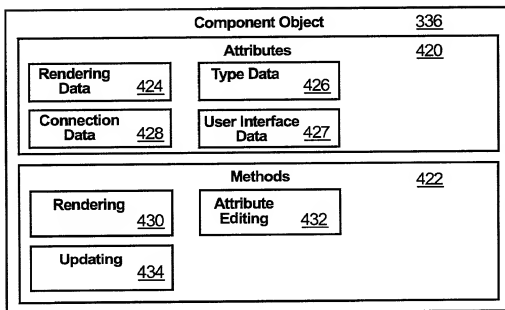 Component Object 336
Attributes 420
Rendering
Data 424
Type Data
426
Connection
Data 428
User Interface
Data 427
Methods 422
Rendering
430
Attribute
Editing 432
Updating
434